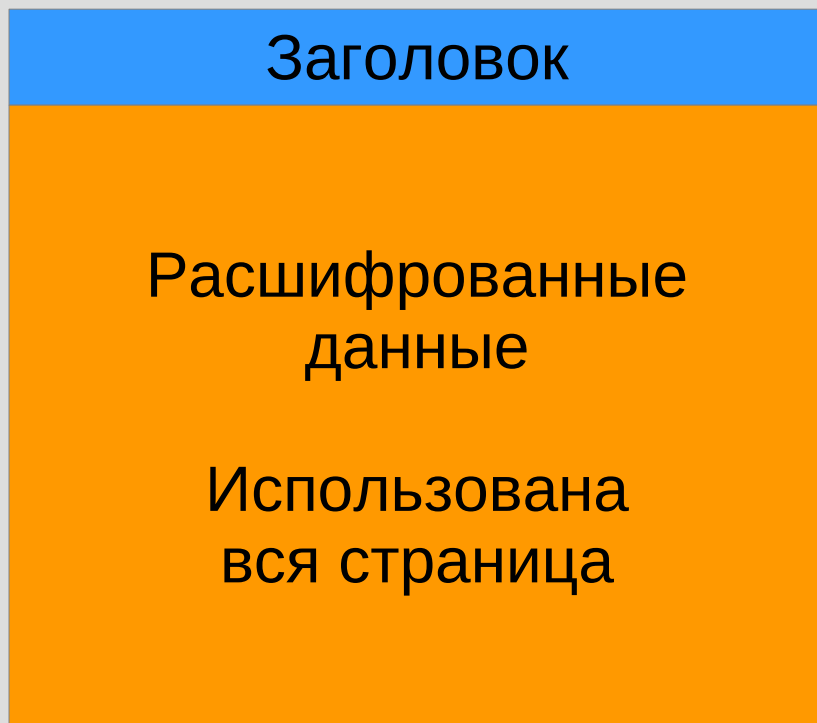 Заголовок
Расшифрованные
данные
Использована
вся страница